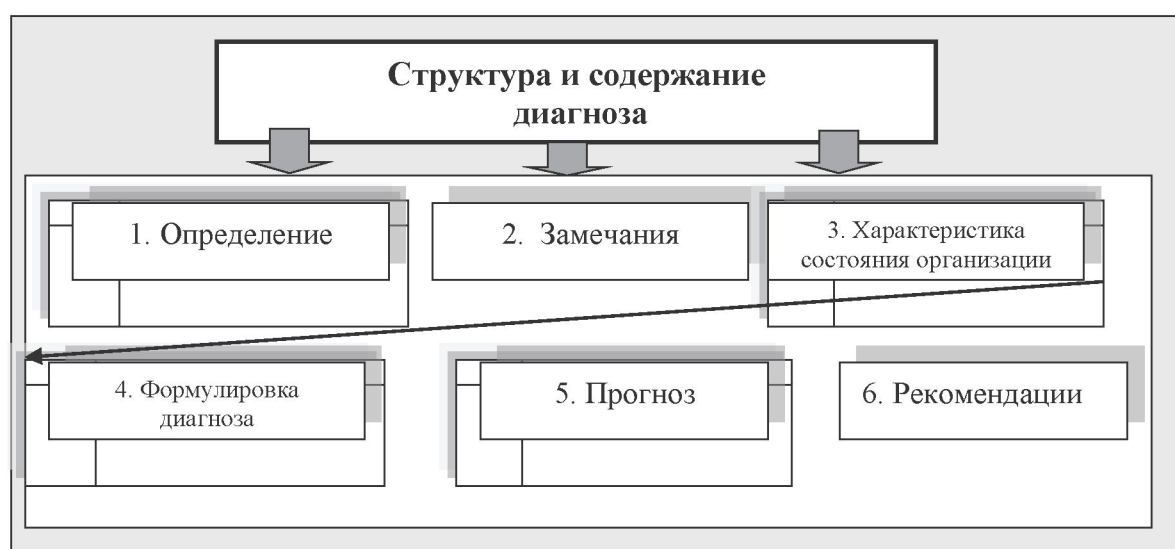 Структура и содержание
диагноза
1. Определение
2. Замечания
3. Характеристика
состояния организации
4. Формулировка
диагноза
5. Прогноз
6. Рекомендации